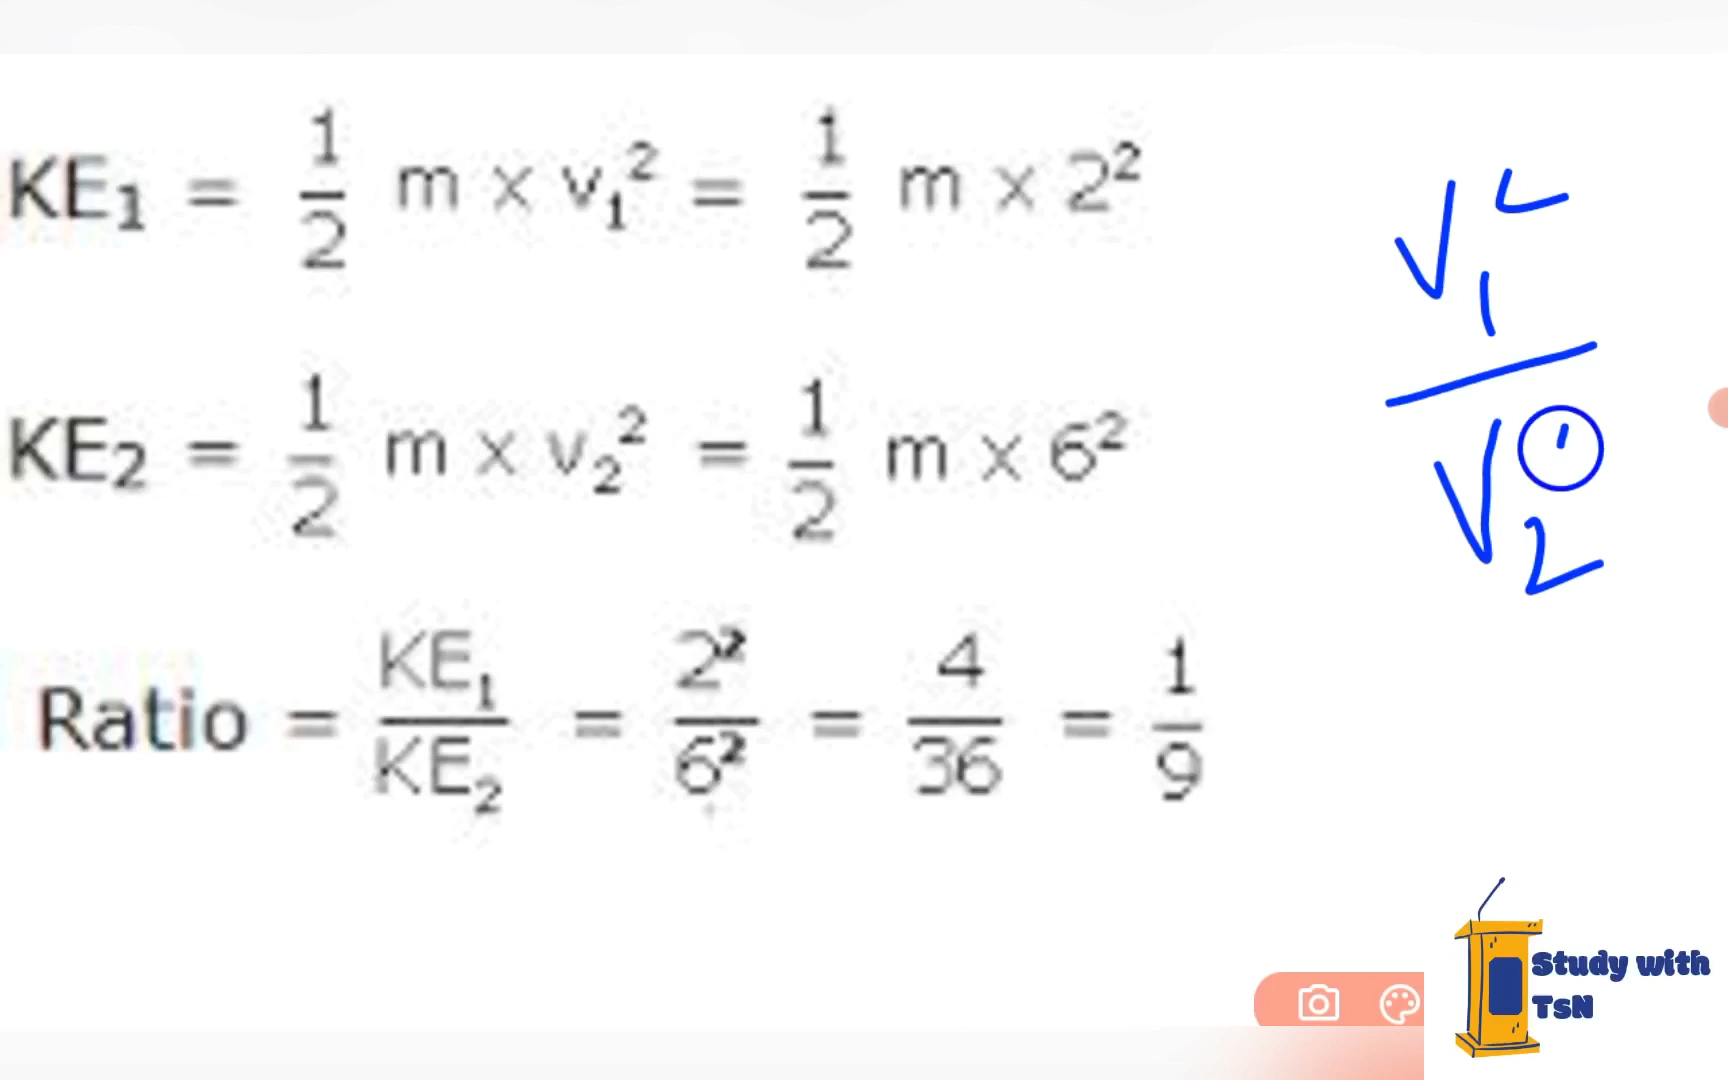 KE₁ = 1/2 m x v₁² = 1/2 m x 2²
KE₂ = 1/2 m x v₂² = 1/2 m x 6²
Ratio = KE₁/KE₂ = 2²/6² = 4/36 = 1/9
V₁²
V₂
Study with
TsN